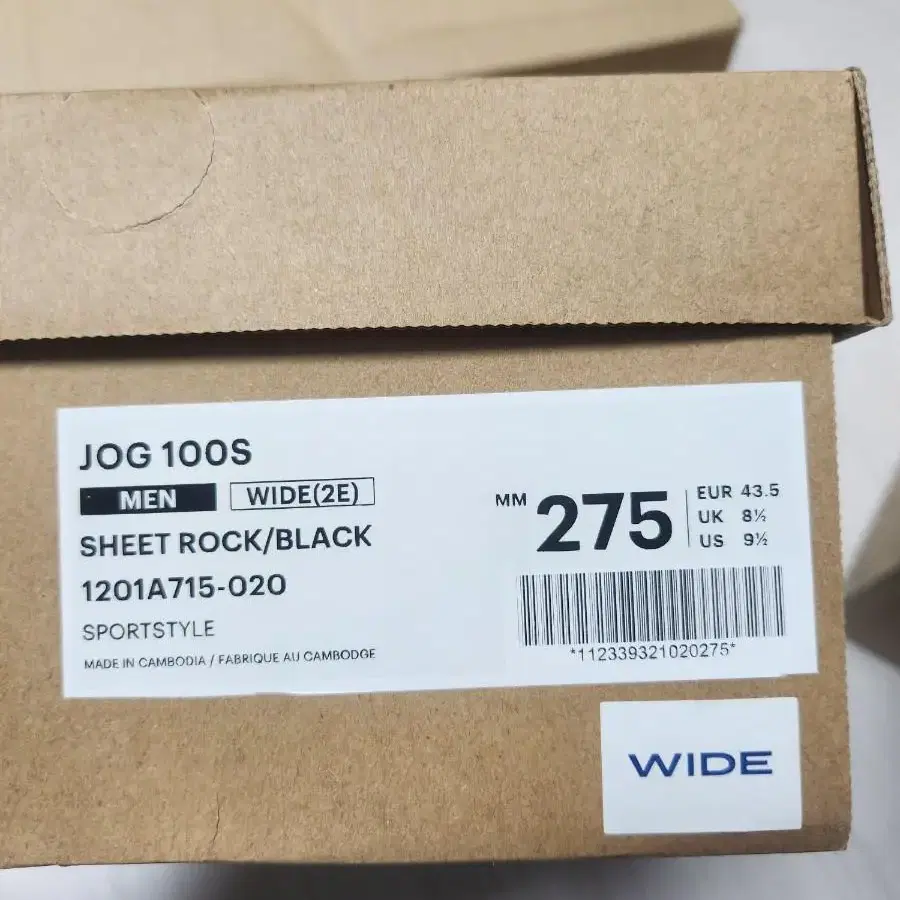 JOG 100S
MEN WIDE(2E)
SHEET ROCK/BLACK
1201A715-020
SPORTSTYLE
MADE IN CAMBODIA / FABRIQUE AU CAMBODGE
MM 275
EUR 43.5
UK 8½
US 9½
*112339321020275*
WIDE